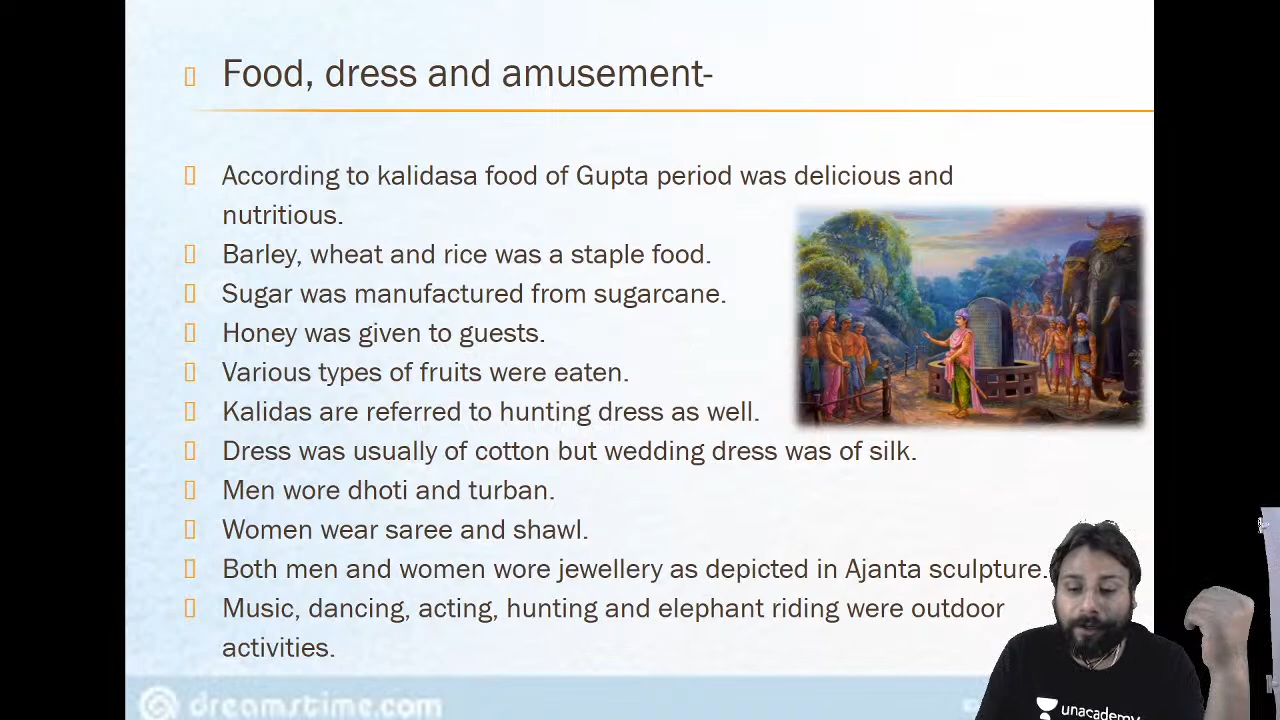 Food, dress and amusement-
According to kalidasa food of Gupta period was delicious and
nutritious.
Barley, wheat and rice was a staple food.
Sugar was manufactured from sugarcane.
Honey was given to guests.
Various types of fruits were eaten.
Kalidas are referred to hunting dress as well.
Dress was usually of cotton but wedding dress was of silk.
Men wore dhoti and turban.
Women wear saree and shawl.
Both men and women wore jewellery as depicted in Ajanta sculpture.
Music, dancing, acting, hunting and elephant riding were outdoor
activities.
dreamstime.com
unacademy